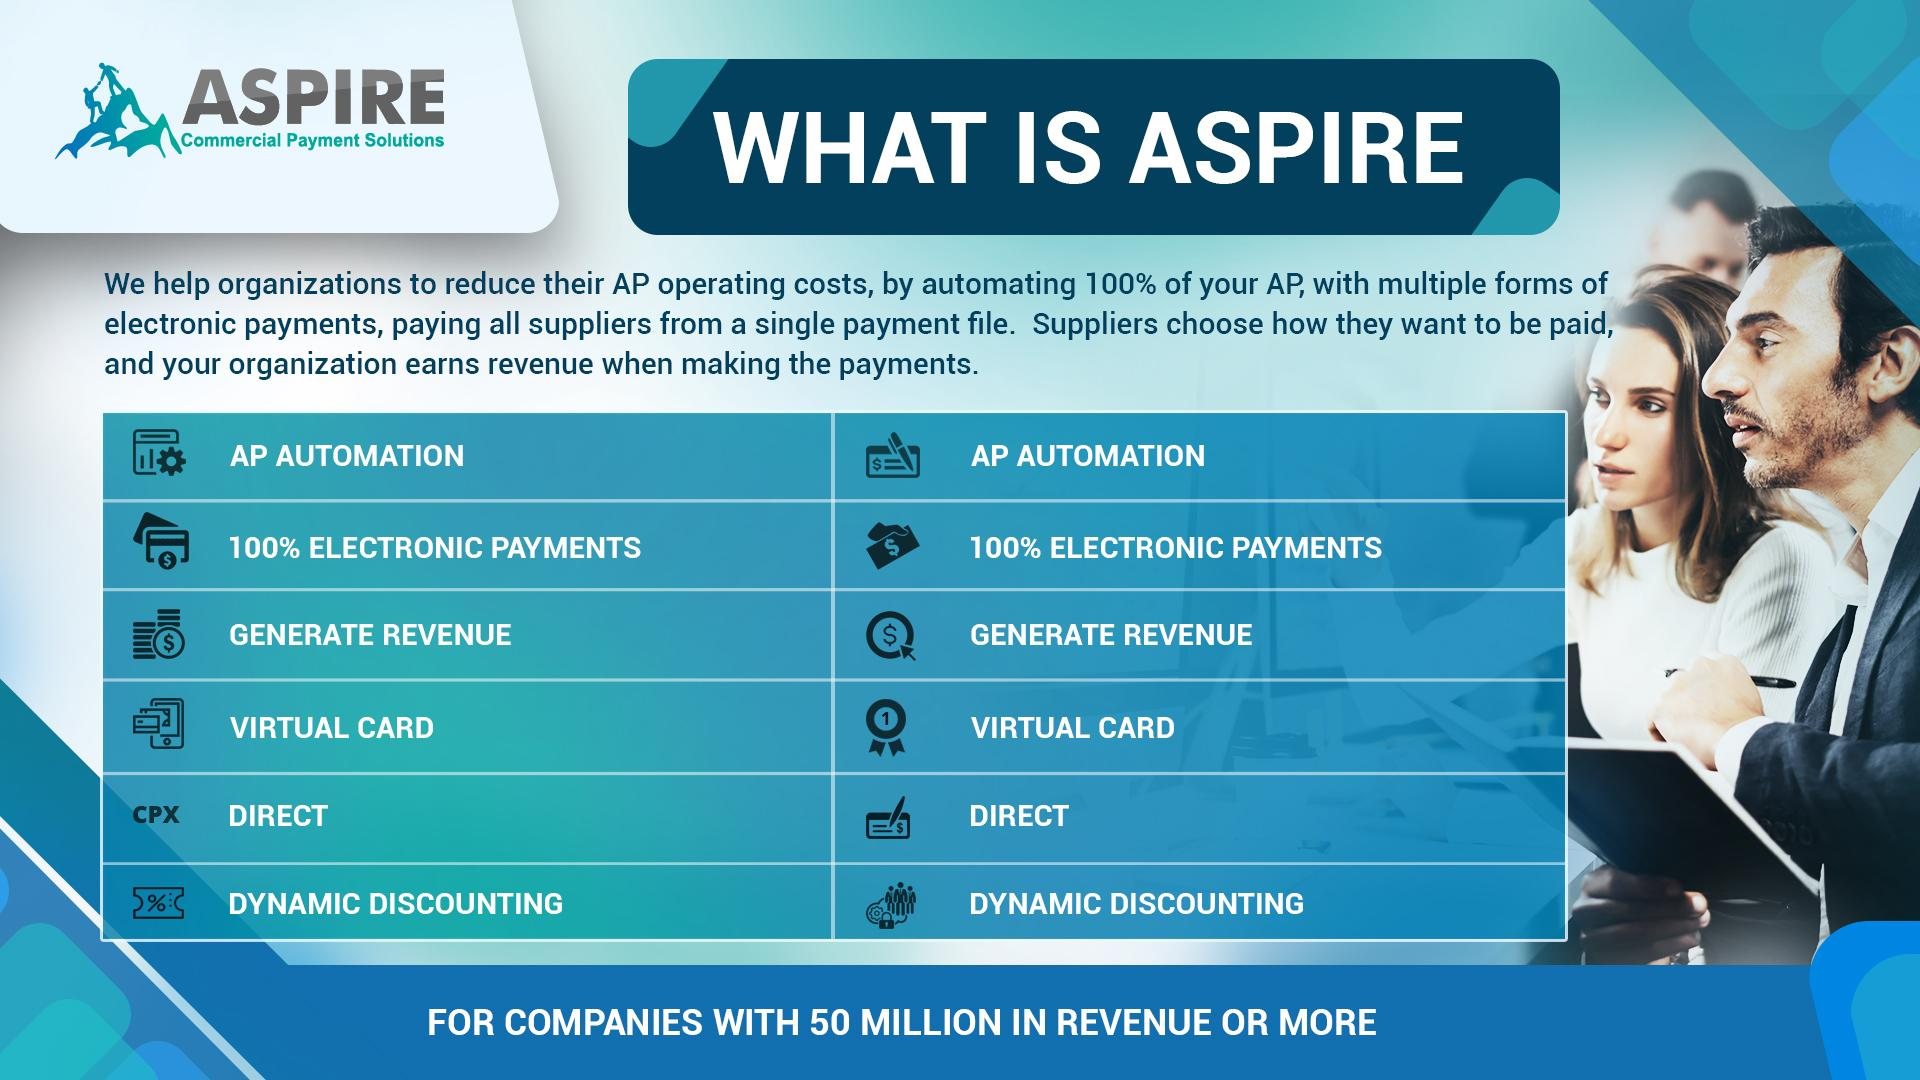 ASPIRE
Commercial Payment Solutions
WHAT IS ASPIRE
We help organizations to reduce their AP operating costs, by automating 100% of your AP, with multiple forms of
electronic payments, paying all suppliers from a single payment file.  Suppliers choose how they want to be paid,
and your organization earns revenue when making the payments.
AP AUTOMATION
$
AP AUTOMATION
$
100% ELECTRONIC PAYMENTS
$
100% ELECTRONIC PAYMENTS
$
GENERATE REVENUE
$
GENERATE REVENUE
VIRTUAL CARD
1
VIRTUAL CARD
CPX
DIRECT
$
DIRECT
%
DYNAMIC DISCOUNTING
DYNAMIC DISCOUNTING
FOR COMPANIES WITH 50 MILLION IN REVENUE OR MORE